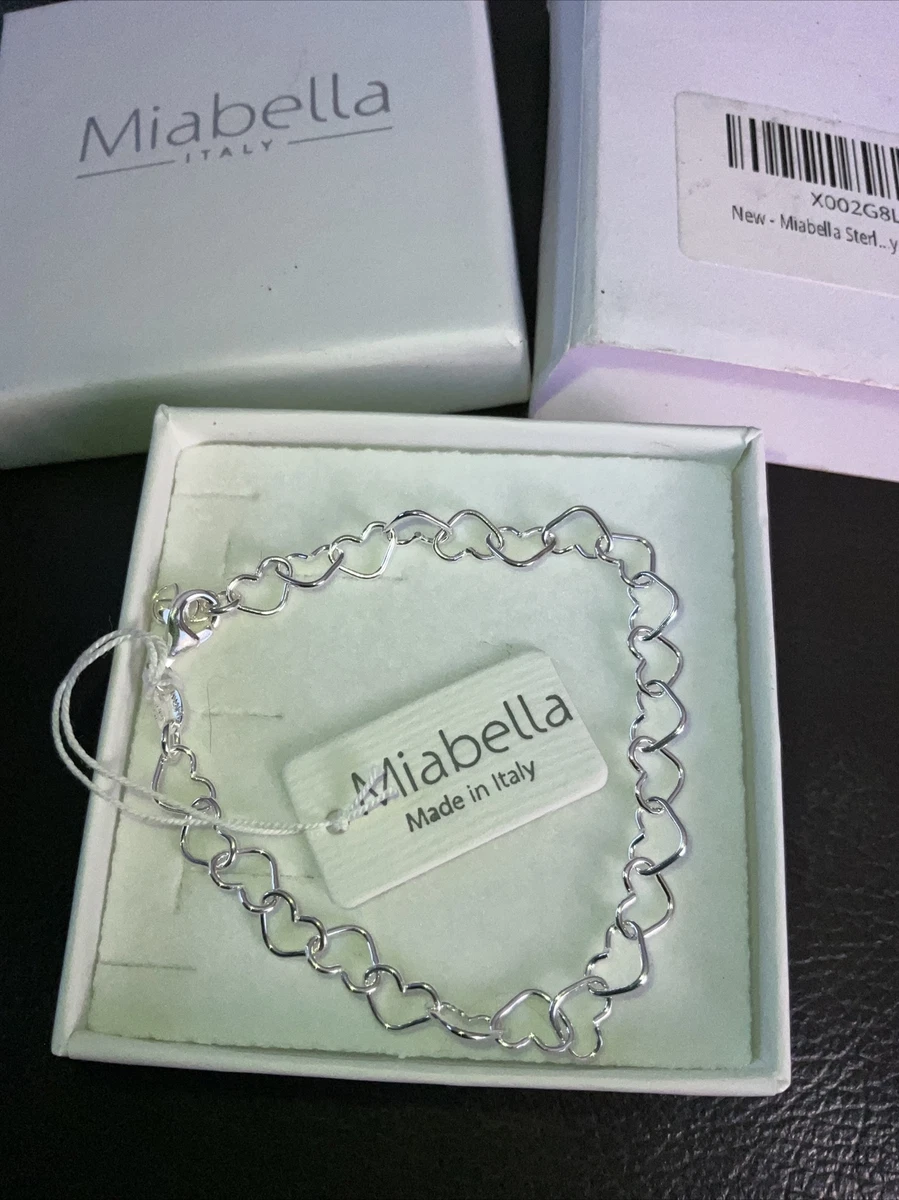 Miabella
ITALY
X002G8L
New - Miabella Sterl...y
Miabella
Made in Italy